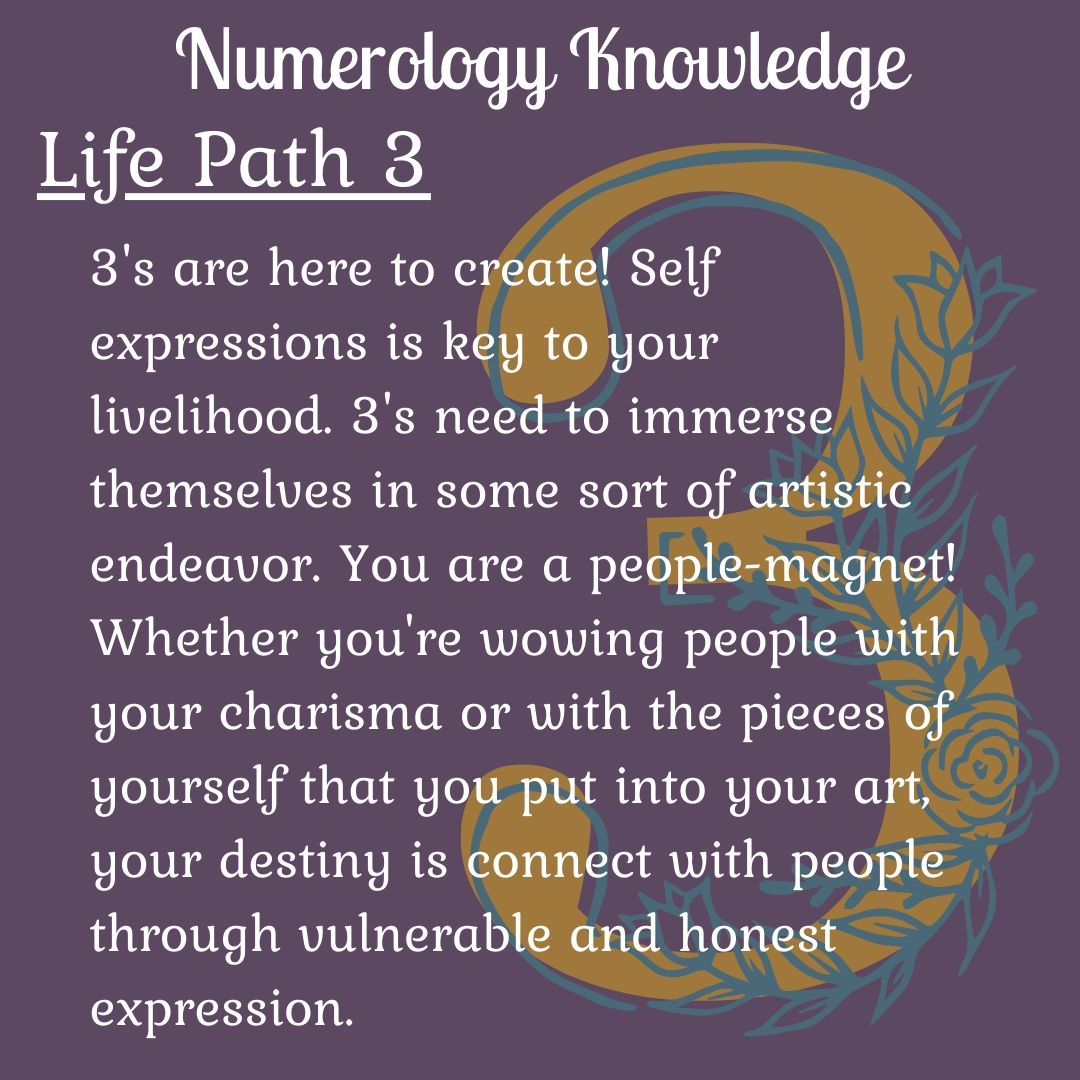 Numerology Knowledge
Life Path 3
3's are here to create! Self
expressions is key to your
livelihood. 3's need to immerse
themselves in some sort of artistic
endeavor. You are a people-magnet!
Whether you're wowing people with
your charisma or with the pieces of
yourself that you put into your art,
your destiny is connect with people
through vulnerable and honest
expression.